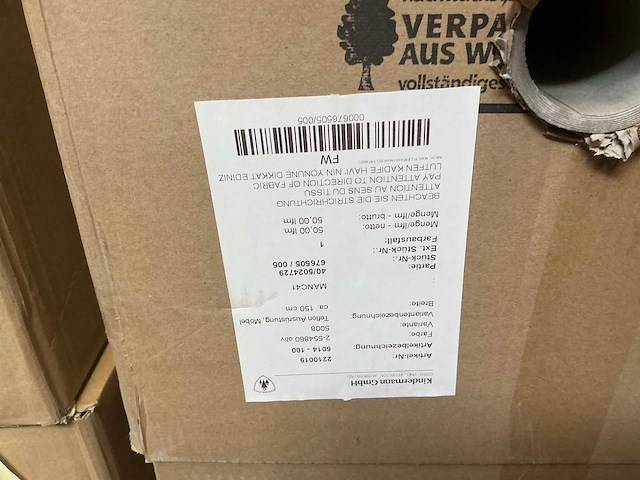 VERPA
AUS W
vollständiges
Kindermann GmbH
Artikel-Nr: 2210019
Artikelbezeichnung: 6014 - 100
Farbe: 2-554860 oliv
Variante: 5008
Variantenbezeichnung Teflon Ausrüstung, Möbel
Breite: ca. 150 cm
MANC41
Partie: 40/5024729
Stück-Nr.: 676505 / 005
Ext. Stück-Nr.: 1
Farbausfall:
Menge/lfm - netto: 50,00 lfm
Menge/lfm - brutto: 50,00 lfm
BEACHTEN SIE DIE STRICHRICHTUNG
ATTENTION AU SENS DU TISSU
PAY ATTENTION TO DIRECTION OF FABRIC
LUTFEN KADIFE HAVI NIN YONUNE DIKKAT EDINIZ
FW
000676505/005